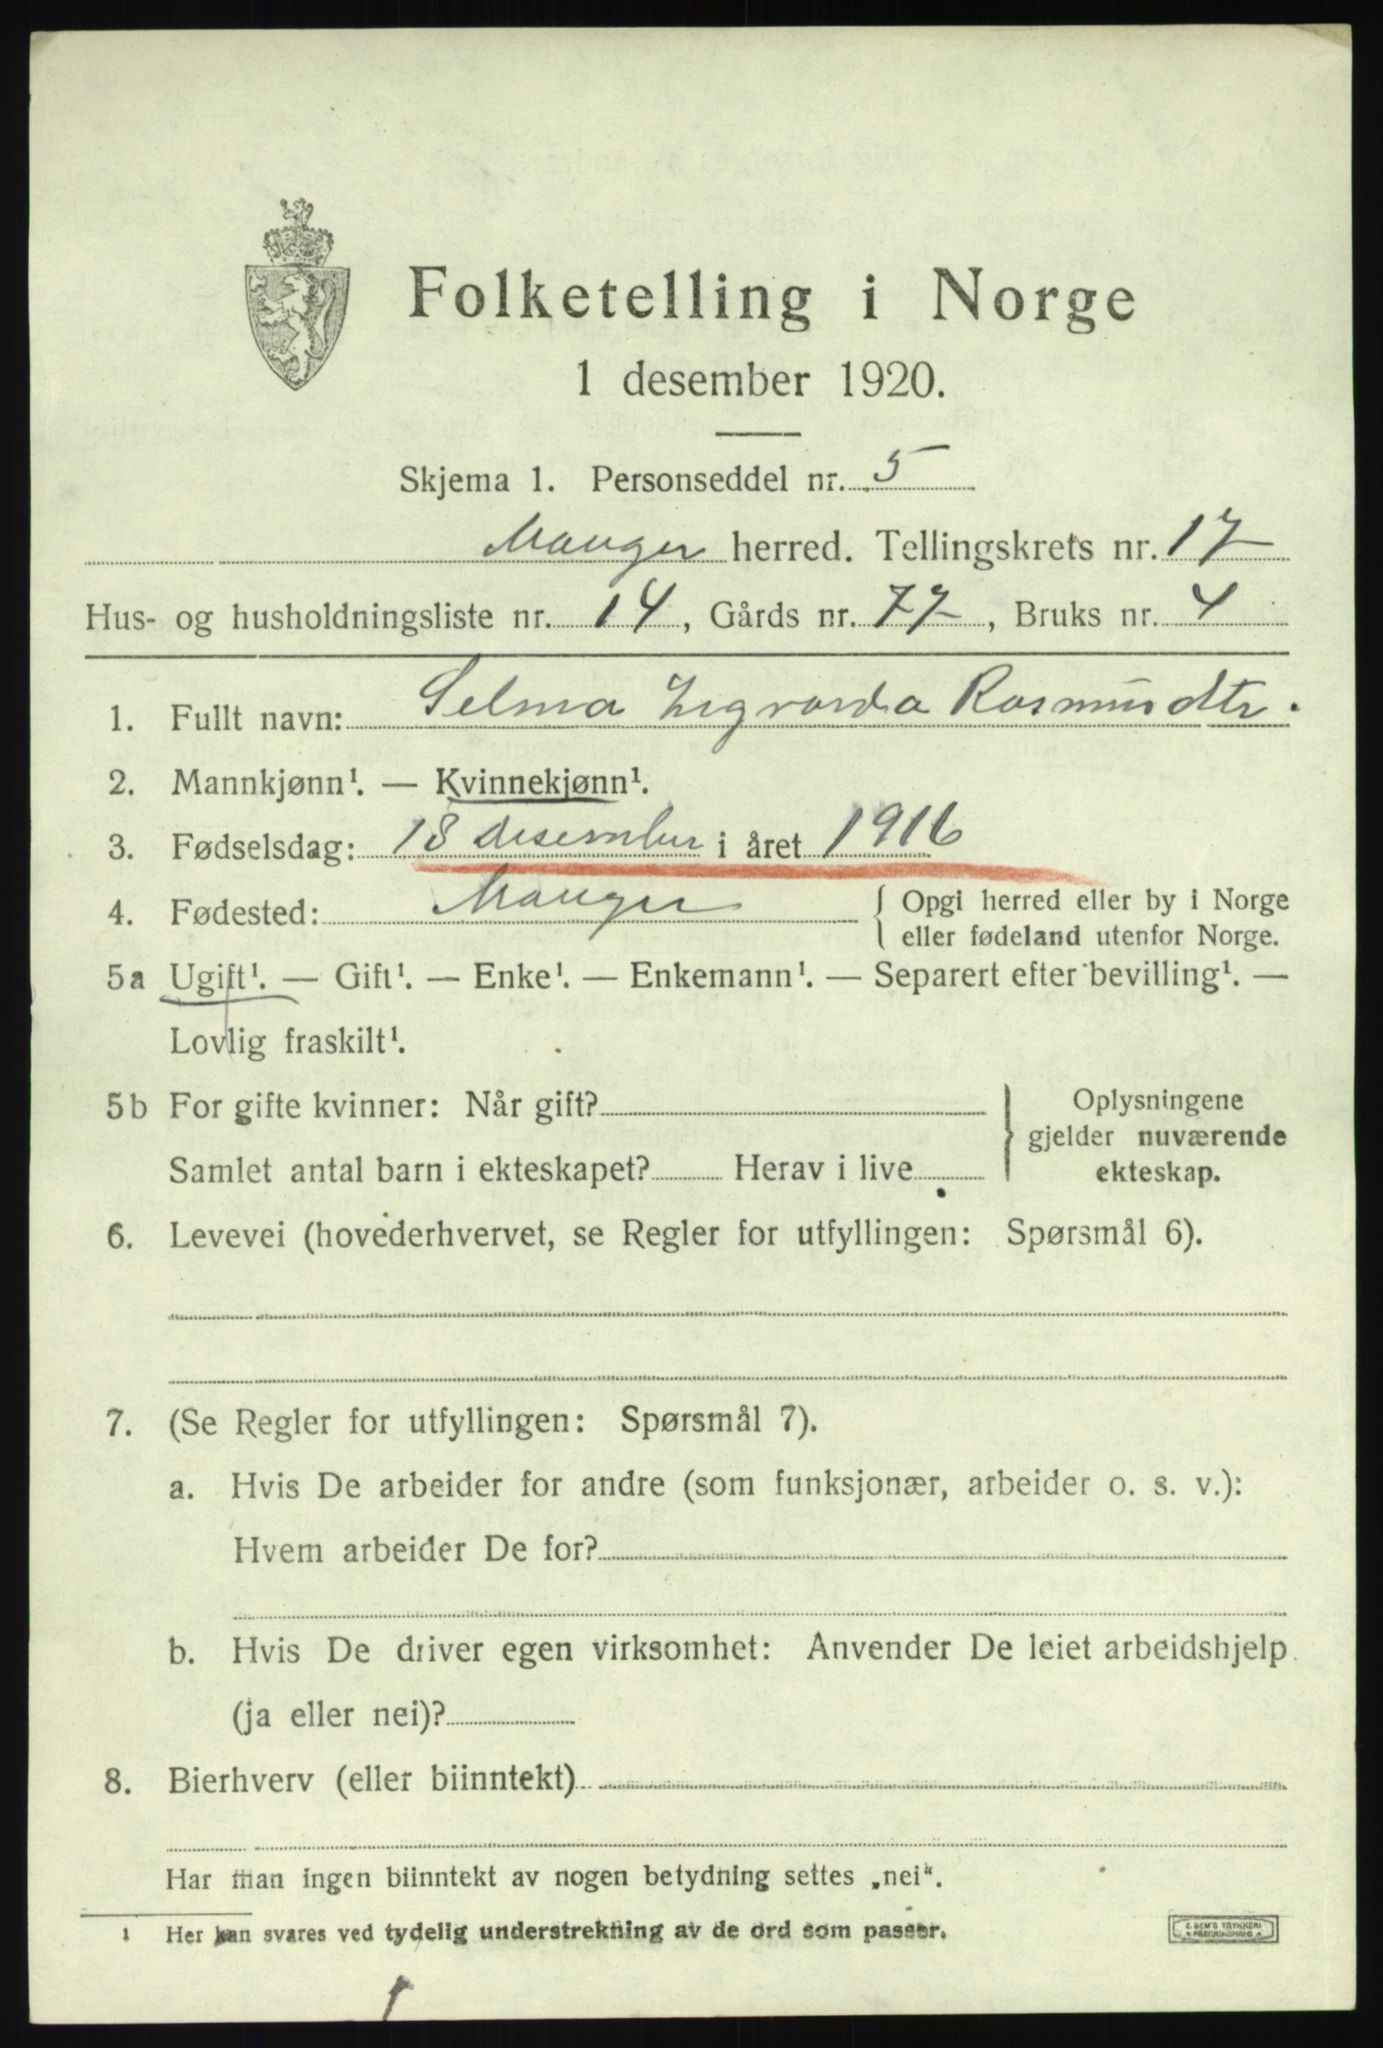 Folketelling i Norge
1 desember 1920.
Skjema 1. Personseddel nr. 5
Manger herred. Tellingskrets nr. 17
Hus- og husholdningsliste nr. 14, Gårds nr. 77, Bruks nr. 4
1. Fullt navn: Selma Rasmusdtr.
2. Mannkjønn¹. — Kvinnekjønn¹.
3. Fødselsdag: 18 desember i året 1916
4. Fødested: Manger { Opgi herred eller by i Norge
eller fødeland utenfor Norge.
5a Ugift¹. — Gift¹. — Enke¹. — Enkemann¹. — Separert efter bevilling¹. —
Lovlig fraskilt¹.
5b For gifte kvinner: Når gift?
Samlet antal barn i ekteskapet? Herav i live
} Oplysningene
gjelder nuværende
ekteskap.
6. Levevei (hovederhvervet, se Regler for utfyllingen: Spørsmål 6).
7. (Se Regler for utfyllingen: Spørsmål 7).
a. Hvis De arbeider for andre (som funksjonær, arbeider o. s. v.):
Hvem arbeider De for?
b. Hvis De driver egen virksomhet: Anvender De leiet arbeidshjelp
(ja eller nei)?
8. Bierhverv (eller biinntekt)
Har man ingen biinntekt av nogen betydning settes „nei“.
¹ Her kan svares ved tydelig understrekning av de ord som passer.